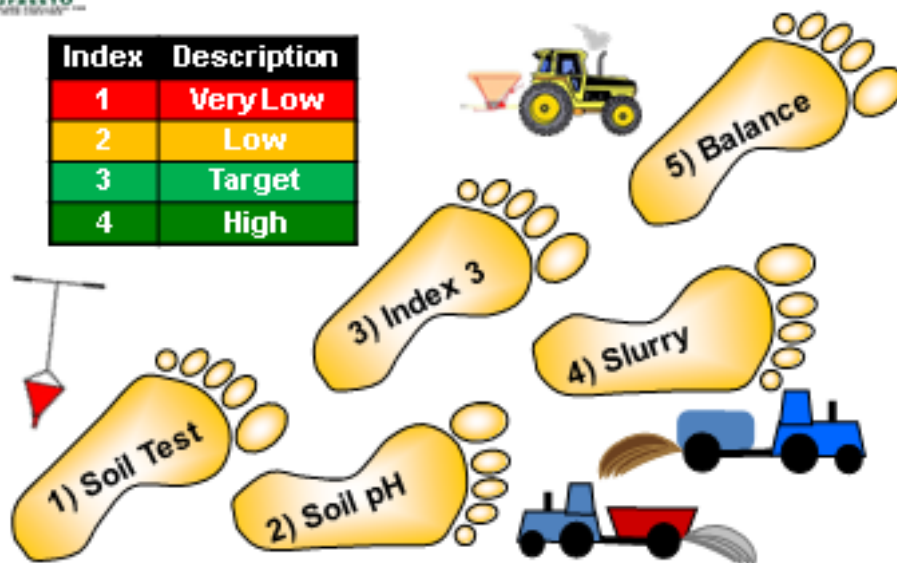 Index Description
1 Very Low
2 Low
3 Target
4 High
1) Soil Test
2) Soil pH
3) Index 3
4) Slurry
5) Balance